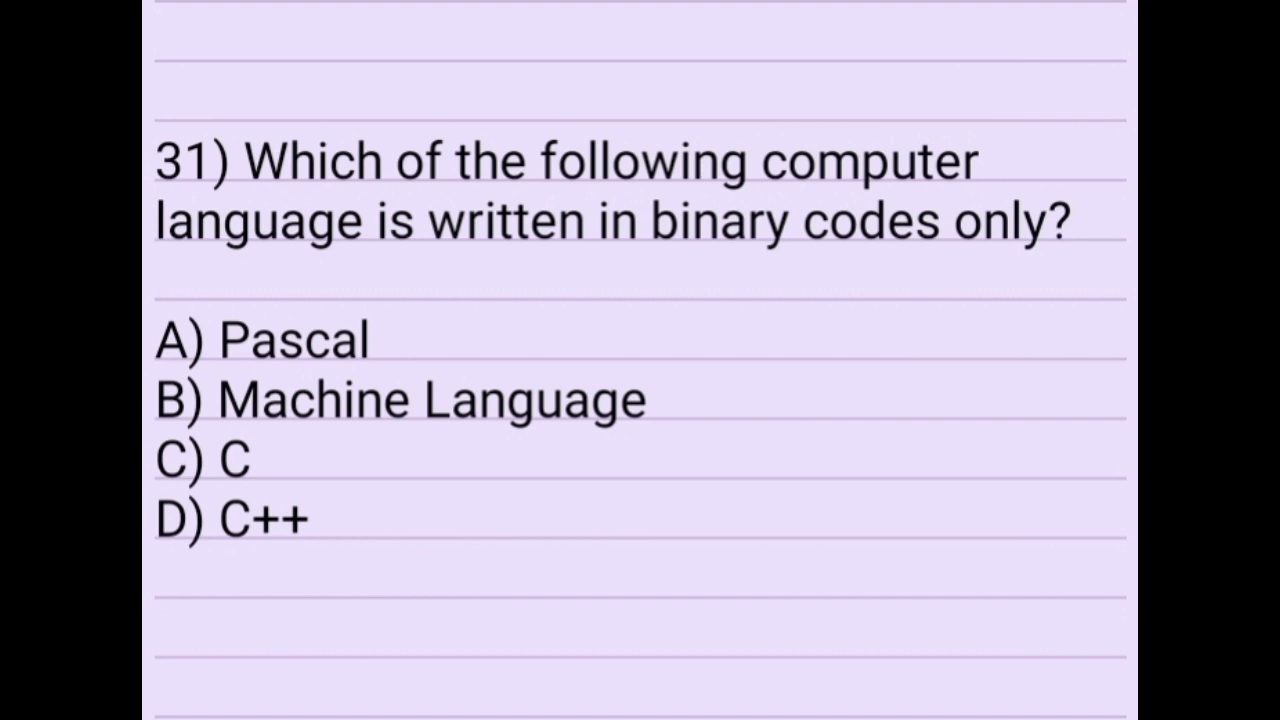 31) Which of the following computer
language is written in binary codes only?
A) Pascal
B) Machine Language
C) C
D) C++